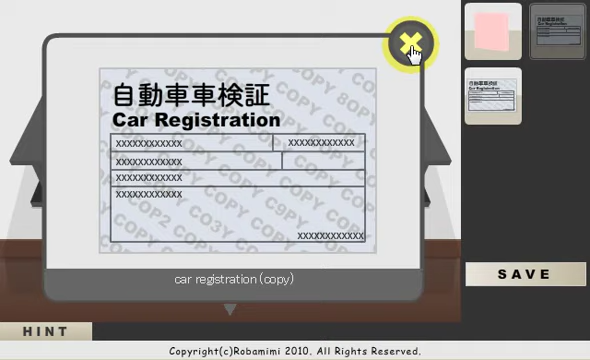 自動車車検証
Car Registration
XXXXXXXXXXXX
XXXXXXXXXXXX
XXXXXXXXXXXX
XXXXXXXXXXXX
XXXXXXXXXXXX
XXXXXXXXXXXX
car registration(copy)
SAVE
HINT
Copyright(c)Robamimi 2010. All Rights Reserved.